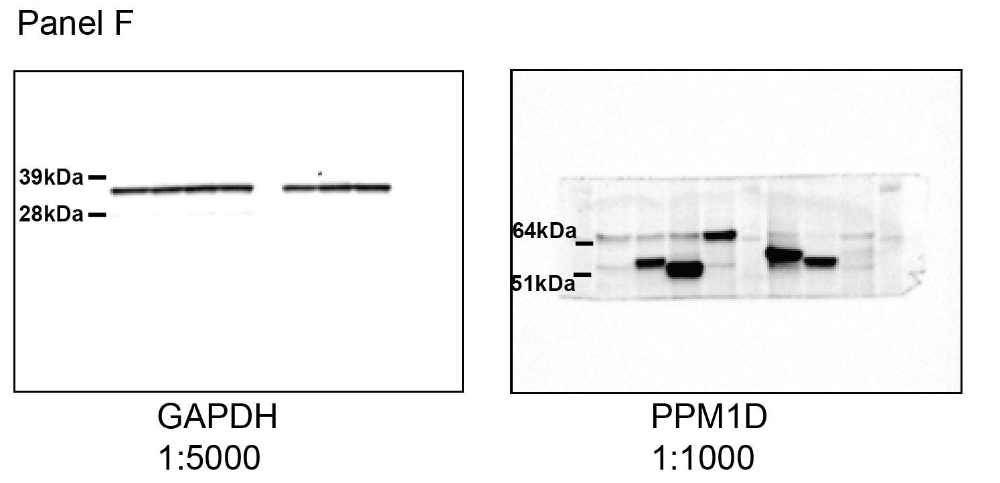 Panel F
39kDa
28kDa
GAPDH
1:5000
64kDa
51kDa
PPM1D
1:1000